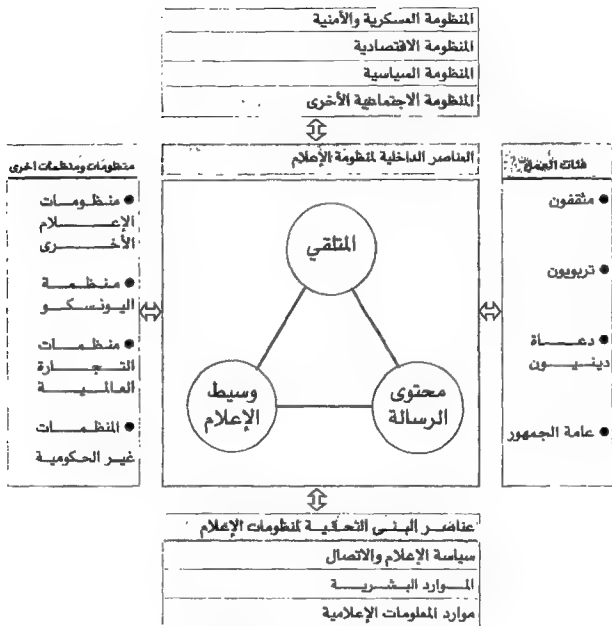 المنظومة العسكرية والأمنية
المنظومة الاقتصادية
المنظومة السياسية
المنظومة الاجتماعية الأخرى
العناصر الداخلية لمنظومة الإعلام
فئات
● مثقفون
● تربويون
● دعاة
دينيون
● عامة الجمهور
المتلقي
محتوى
الرسالة
وسيط
الإعلام
منظومات ومنظمات أخرى
● منظومات
الإعلام
الأخرى
● منظمة
اليونسكو
● منظمات
التجارة
العالمية
● المنظمات
غير الحكومية
عناصر البنى التحتية لمنظومات الإعلام
سياسة الإعلام والاتصال
الموارد البشرية
موارد المعلومات الإعلامية